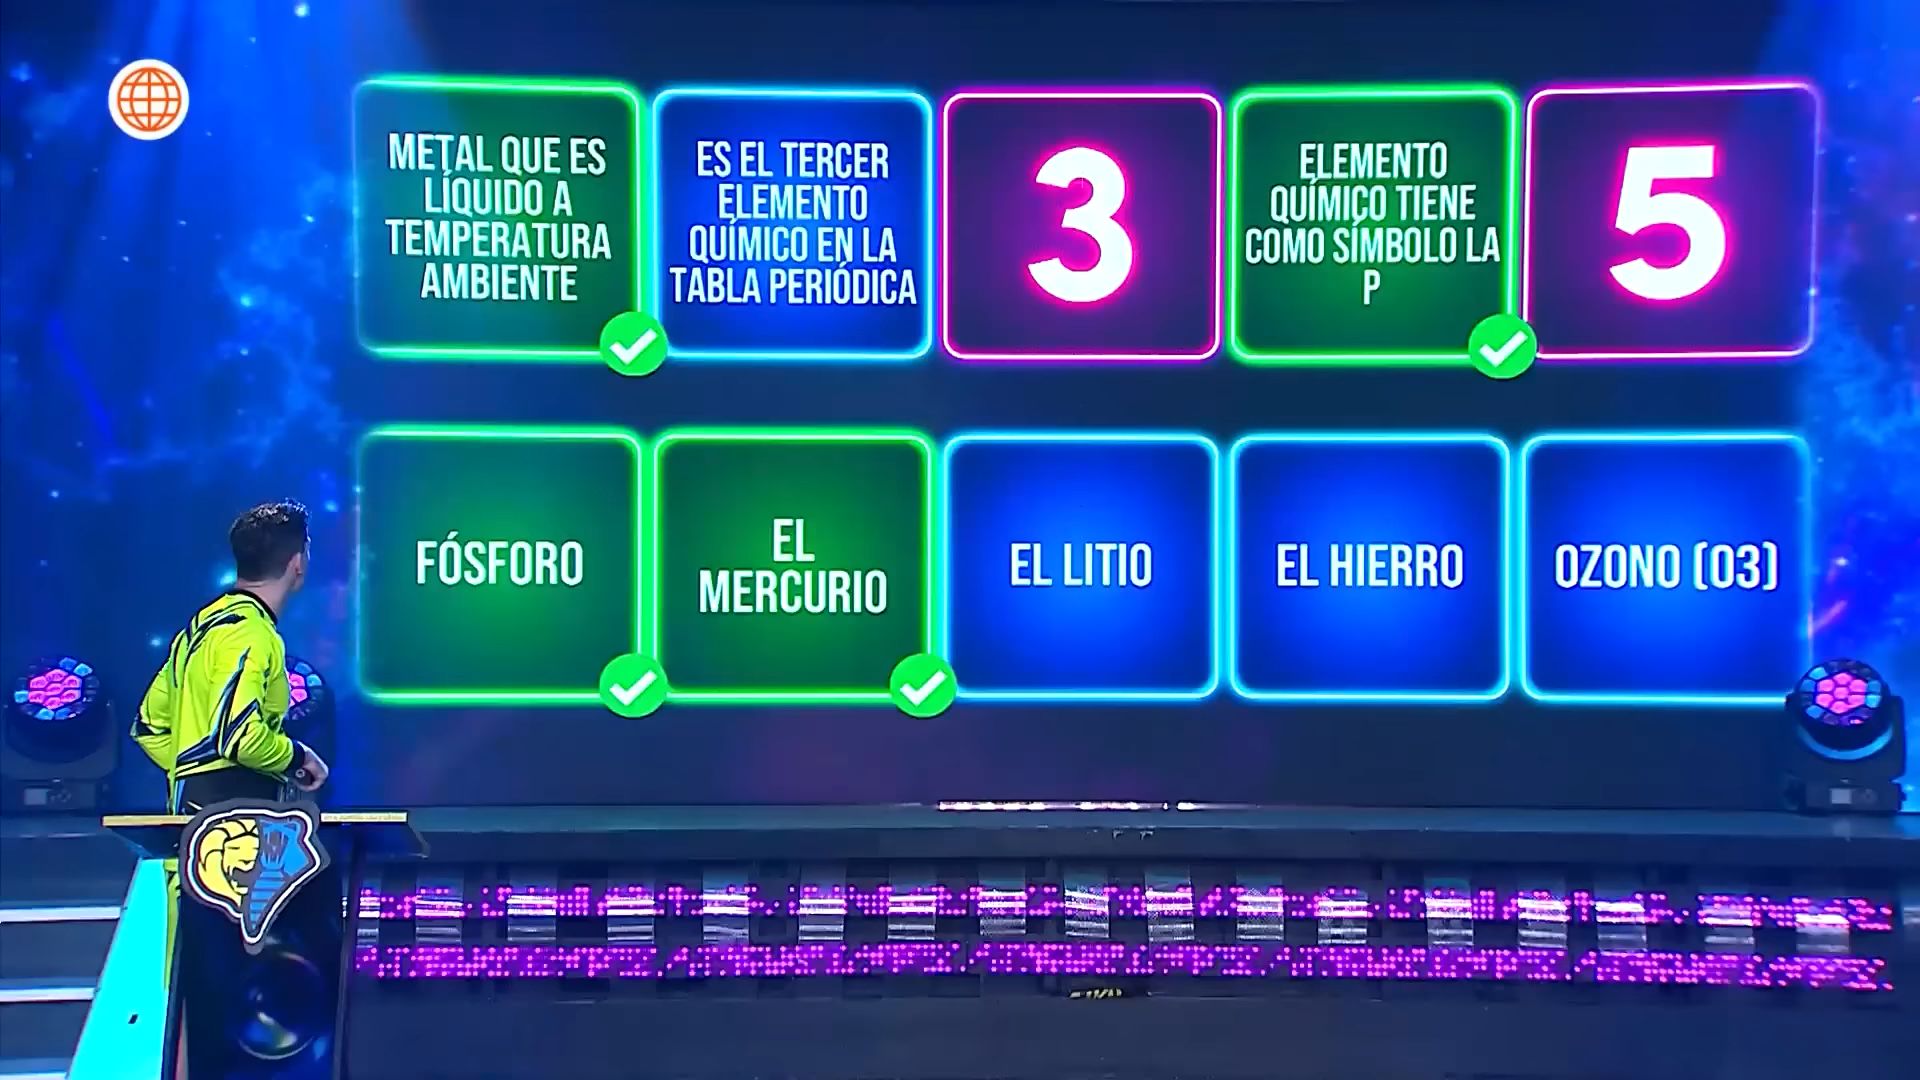 METAL QUE ES
LÍQUIDO A
TEMPERATURA
AMBIENTE
ES EL TERCER
ELEMENTO
QUÍMICO EN LA
TABLA PERIÓDICA
3
ELEMENTO
QUÍMICO TIENE
COMO SÍMBOLO LA
P
5
FÓSFORO
EL
MERCURIO
EL LITIO
EL HIERRO
OZONO (O3)